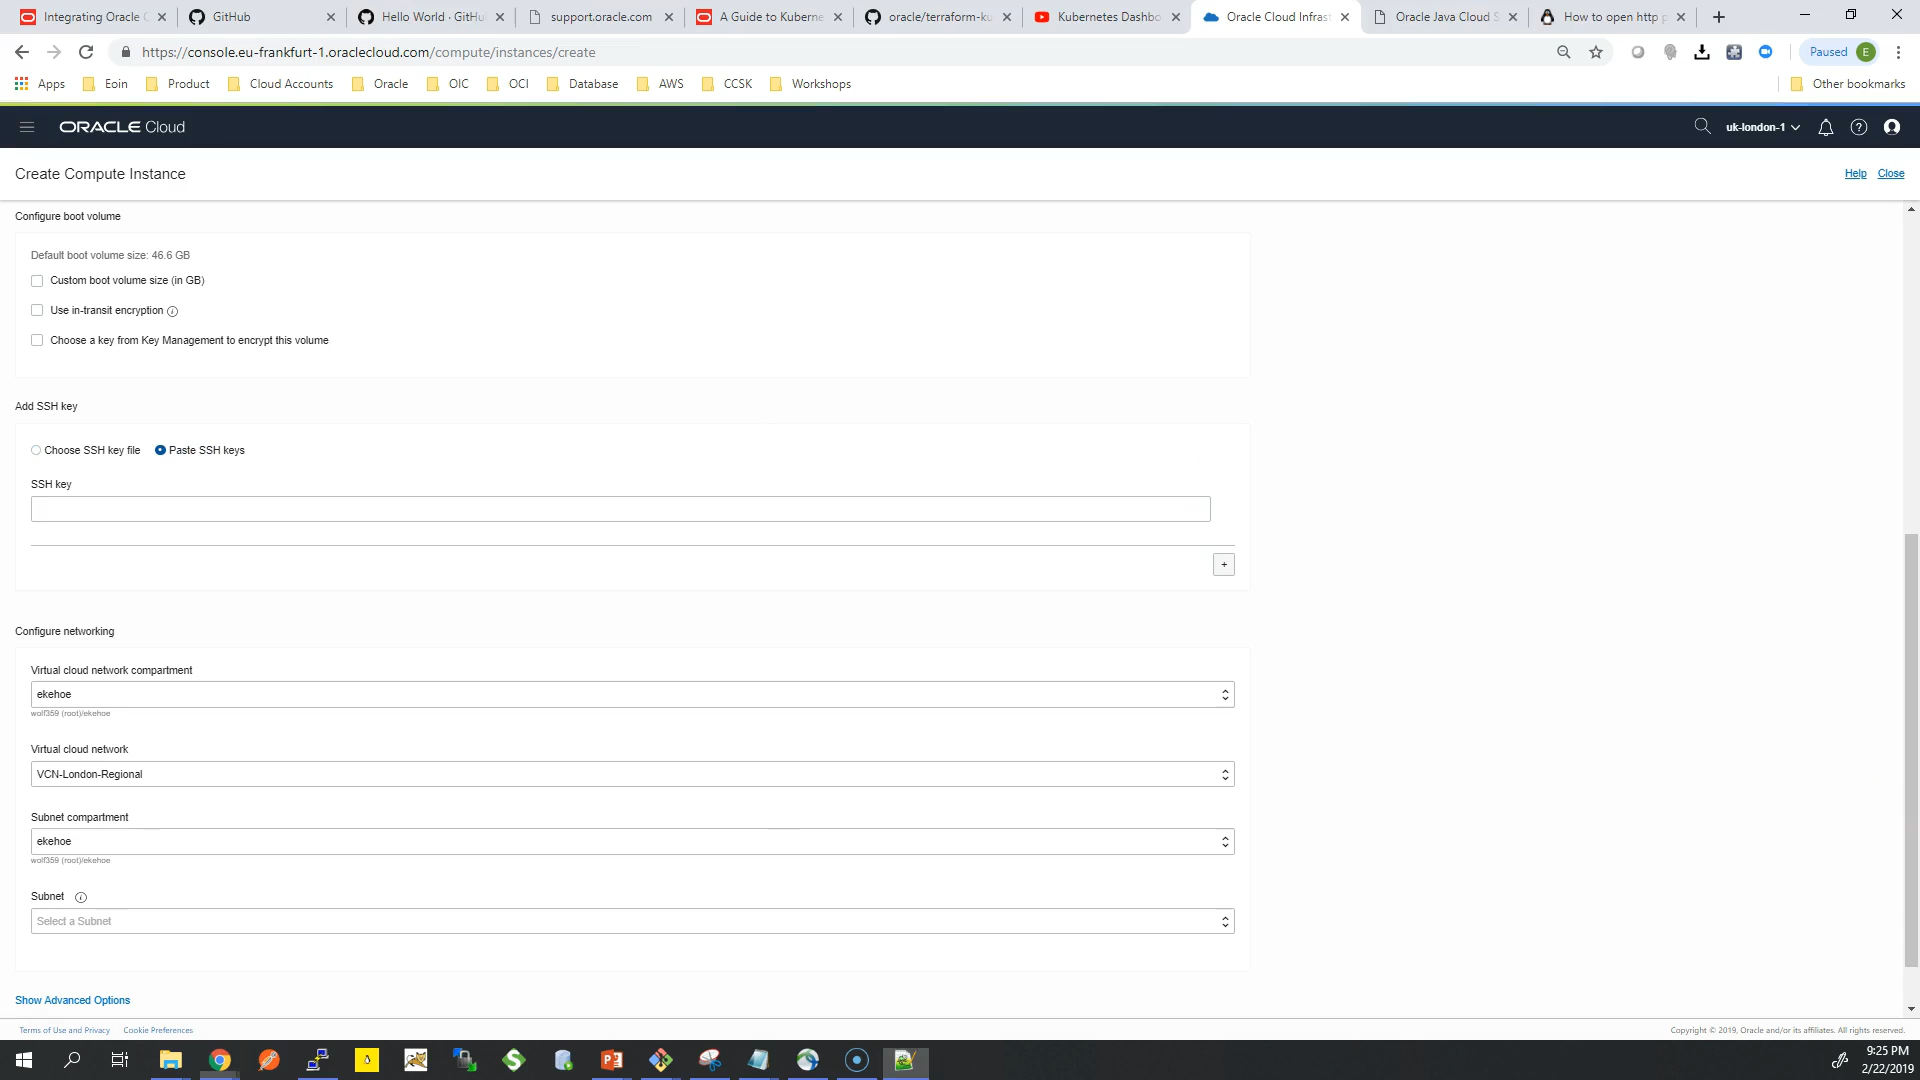 Integrating Oracle C
GitHub
Hello World · GitHu
support.oracle.com
A Guide to Kuberne
oracle/terraform-ku
Kubernetes Dashbo
Oracle Cloud Infrast
Oracle Java Cloud S
How to open http p
https://console.eu-frankfurt-1.oraclecloud.com/compute/instances/create
Paused E
Apps
Eoin
Product
Cloud Accounts
Oracle
OIC
OCI
Database
AWS
CCSK
Workshops
Other bookmarks
ORACLE Cloud
uk-london-1
Create Compute Instance
Help Close
Configure boot volume
Default boot volume size: 46.6 GB
Custom boot volume size (in GB)
Use in-transit encryption
Choose a key from Key Management to encrypt this volume
Add SSH key
Choose SSH key file Paste SSH keys
SSH key
+
Configure networking
Virtual cloud network compartment
ekehoe
wolf359 (root)/ekehoe
Virtual cloud network
VCN-London-Regional
Subnet compartment
ekehoe
wolf359 (root)/ekehoe
Subnet
Select a Subnet
Show Advanced Options
Terms of Use and Privacy Cookie Preferences
Copyright © 2019, Oracle and/or its affiliates. All rights reserved.
9:25 PM
2/22/2019